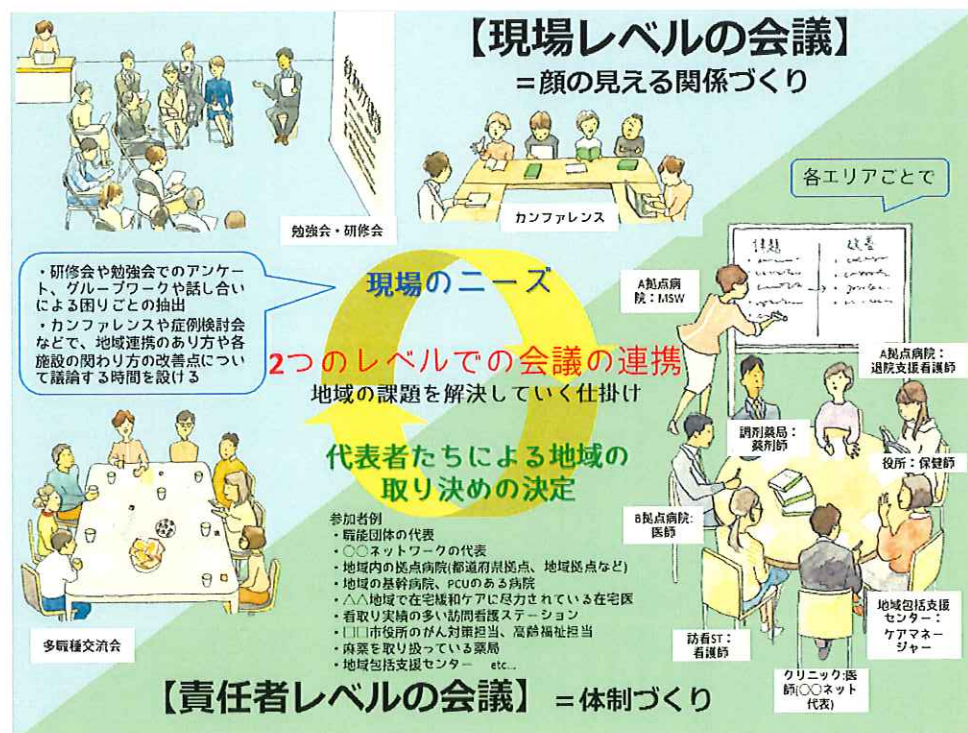 【現場レベルの会議】
＝顔の見える関係づくり
勉強会・研修会
カンファレンス
各エリアごとで
課題
改善
・研修会や勉強会でのアンケー
ト、グループワークや話し合い
による困りごとの抽出
・カンファレンスや症例検討会
などで、地域連携のあり方や各
施設の関わり方の改善点につい
て議論する時間を設ける
現場のニーズ
2つのレベルでの会議の連携
地域の課題を解決していく仕掛け
代表者たちによる地域の
取り決めの決定
A拠点病
院：MSW
A拠点病院：
退院支援看護師
調剤薬局：
薬剤師
役所：保健師
B拠点病院:
医師
地域包括支援
センター：
ケアマネー
ジャー
訪看ST：
看護師
クリニック:医
師(○○ネット
代表)
多職種交流会
参加者例
・職能団体の代表
・○○ネットワークの代表
・地域内の拠点病院(都道府県拠点、地域拠点など)
・地域の基幹病院、PCUのある病院
・△△地域で在宅緩和ケアに尽力されている在宅医
・看取り実績の多い訪問看護ステーション
・□□市役所のがん対策担当、高齢福祉担当
・麻薬を取り扱っている薬局
・地域包括支援センター　etc…
【責任者レベルの会議】＝体制づくり